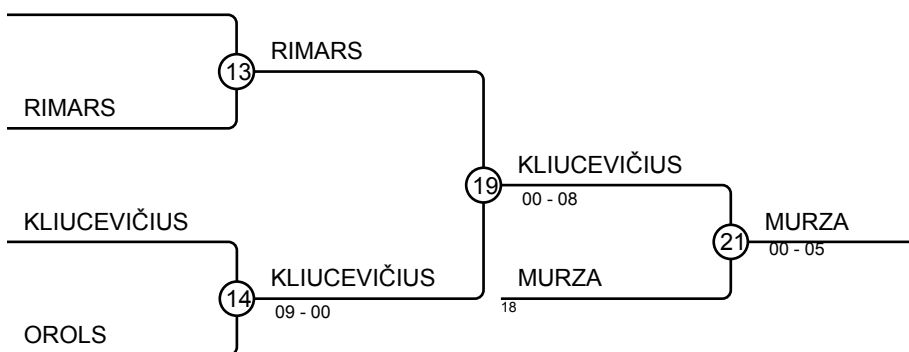 RIMARS
13
RIMARS
KLIUCEVIČIUS
19
00 - 08
KLIUCEVIČIUS
MURZA
21
00 - 05
KLIUCEVIČIUS
MURZA
14
09 - 00
18
OROLS